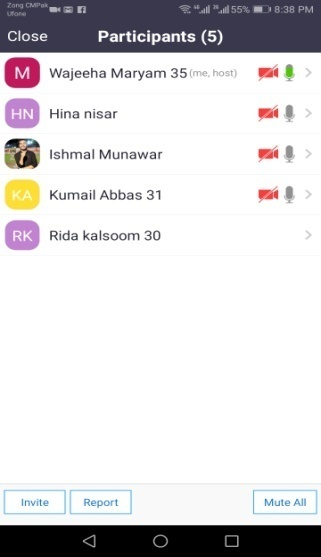 Zong CMPak
Ufone
55% 8:38 PM
Close Participants (5)
M Wajeeha Maryam 35 (me, host)
HN Hina nisar
Ishmal Munawar
KA Kumail Abbas 31
RK Rida kalsoom 30
Invite Report Mute All